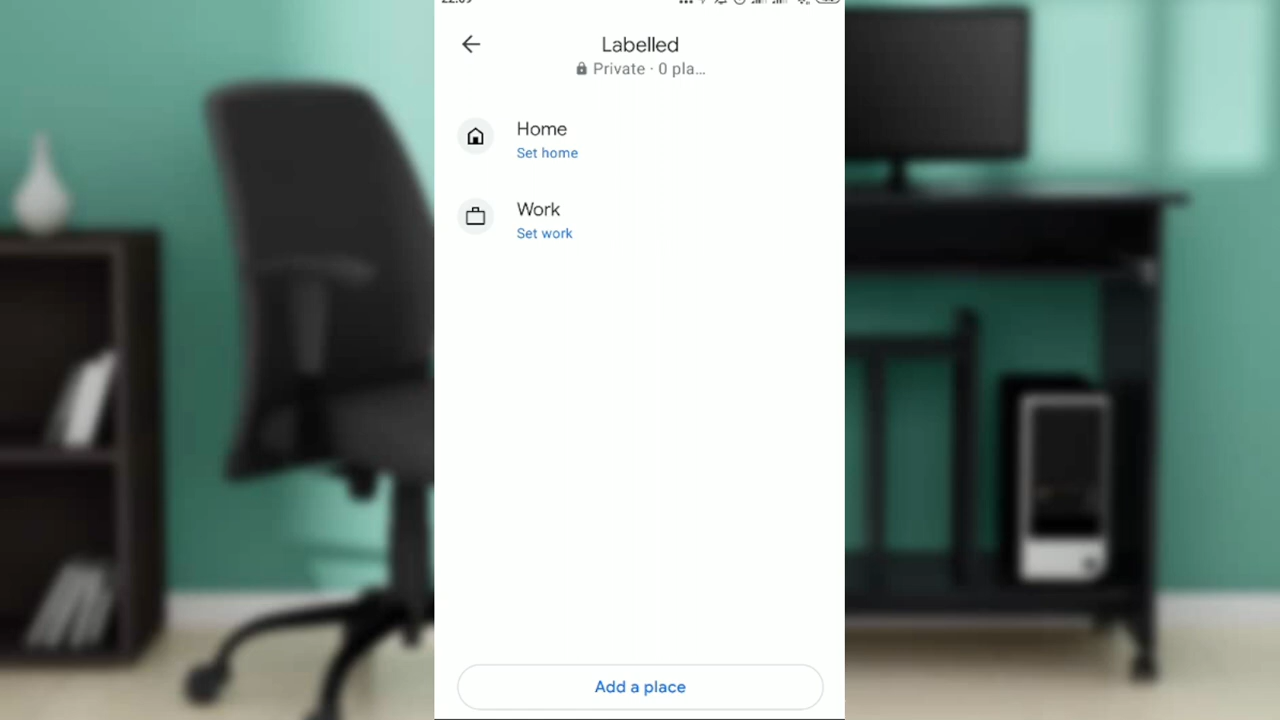 Labelled
Private · 0 pla...
Home
Set home
Work
Set work
Add a place